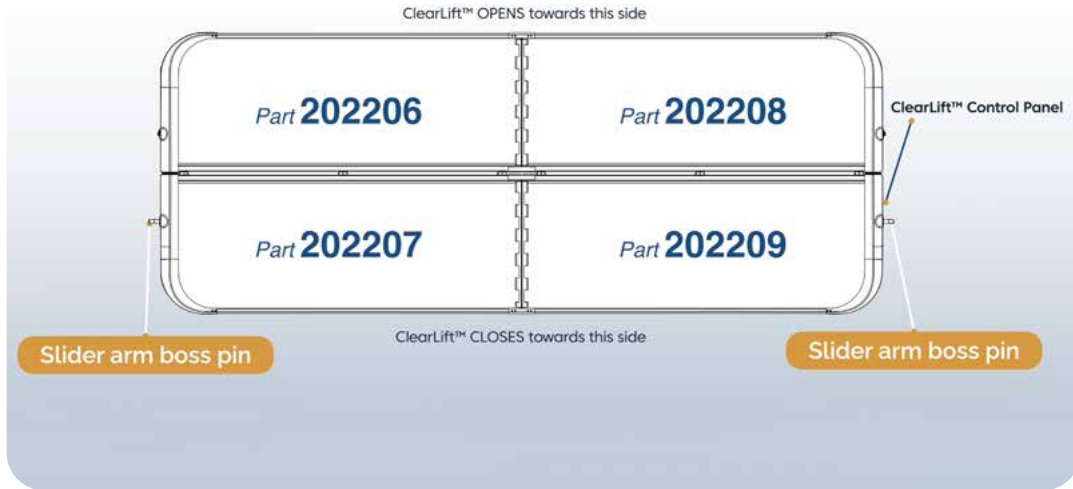 ClearLift™ OPENS towards this side
Part 202206
Part 202208
ClearLift™ Control Panel
Part 202207
Part 202209
ClearLift™ CLOSES towards this side
Slider arm boss pin
Slider arm boss pin